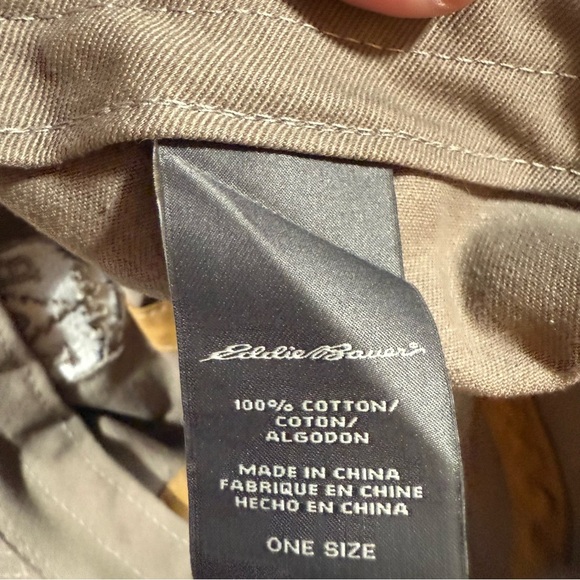 Eddie Bauer®
100% COTTON/
COTON/
ALGODON
MADE IN CHINA
FABRIQUE EN CHINE
HECHO EN CHINA
ONE SIZE